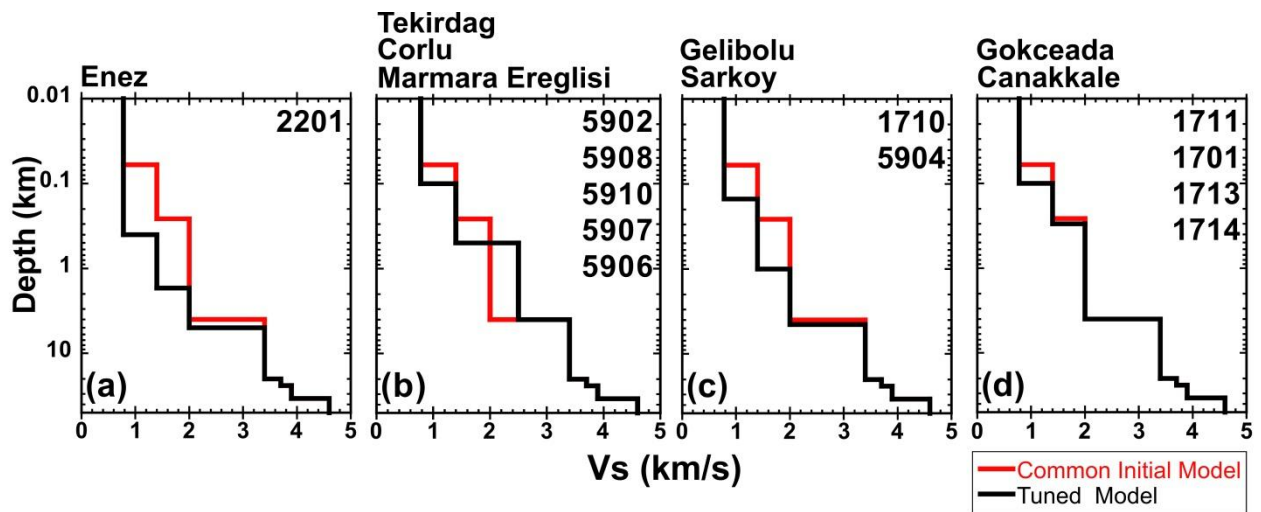 Enez
Tekirdag
Corlu
Marmara Ereglisi
Gelibolu
Sarkoy
Gokceada
Canakkale
Depth (km)
0.01
0.1
1
10
2201
(a)
0 1 2 3 4 5
5902
5908
5910
5907
5906
(b)
0 1 2 3 4 5
1710
5904
(c)
0 1 2 3 4 5
1711
1701
1713
1714
(d)
0 1 2 3 4 5
Vs (km/s)
Common Initial Model
Tuned Model